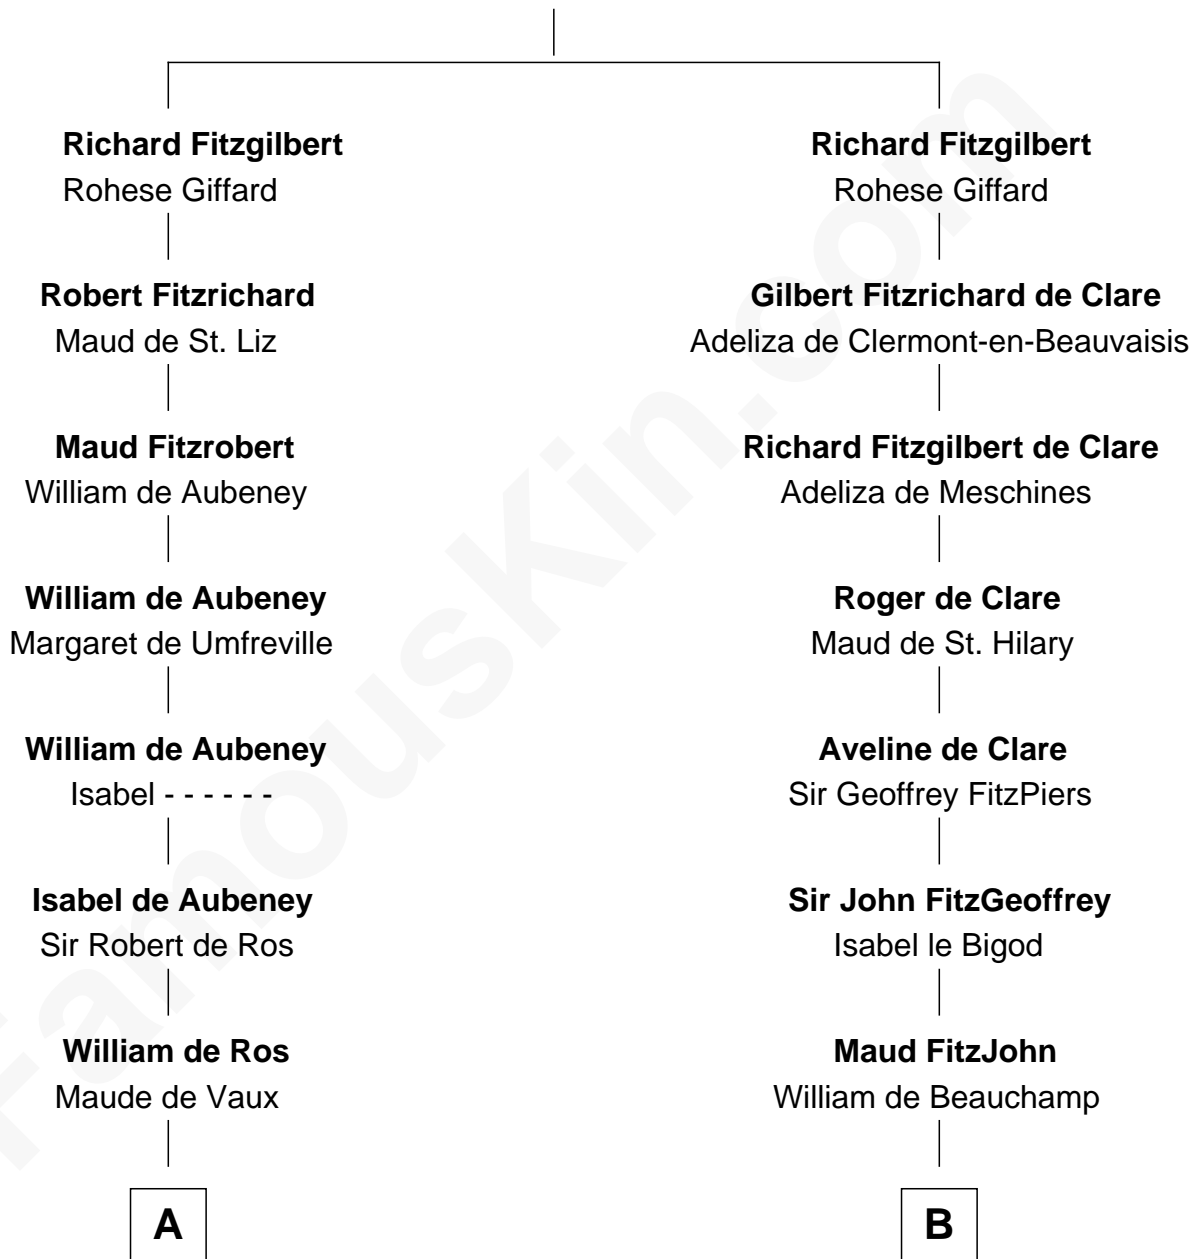 Richard Fitzgilbert
Rohese Giffard
Robert Fitzrichard
Maud de St. Liz
Maud Fitzrobert
William de Aubeney
William de Aubeney
Margaret de Umfreville
William de Aubeney
Isabel - - - - - -
Isabel de Aubeney
Sir Robert de Ros
William de Ros
Maude de Vaux
A
Richard Fitzgilbert
Rohese Giffard
Gilbert Fitzrichard de Clare
Adeliza de Clermont-en-Beauvaisis
Richard Fitzgilbert de Clare
Adeliza de Meschines
Roger de Clare
Maud de St. Hilary
Aveline de Clare
Sir Geoffrey FitzPiers
Sir John FitzGeoffrey
Isabel le Bigod
Maud FitzJohn
William de Beauchamp
B
FamousKin.com